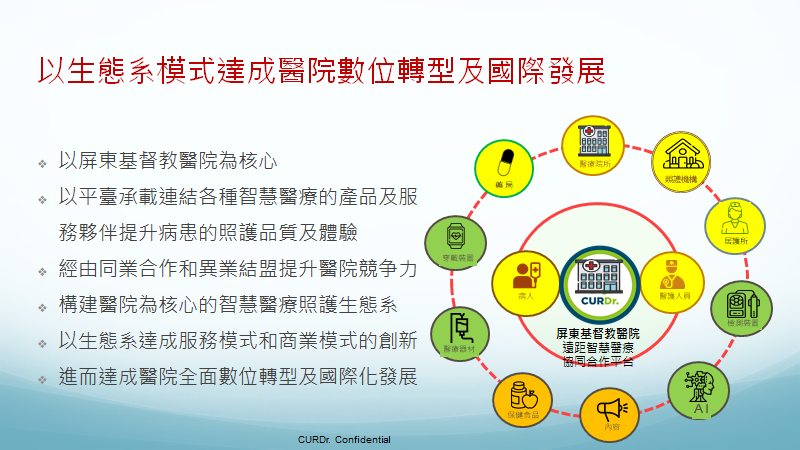 以生態系模式達成醫院數位轉型及國際發展
❖ 以屏東基督教醫院為核心
❖ 以平臺承載連結各種智慧醫療的產品及服
務夥伴提升病患的照護品質及體驗
❖ 經由同業合作和異業結盟提升醫院競争力
❖ 構建醫院為核心的智慧醫療照護生態系
❖ 以生態系達成服務模式和商業模式的創新
❖ 進而達成醫院全面數位轉型及國際化發展
醫療院所
藥局
照護機構
居護所
穿戴裝置
病人
CURDr.
醫護人員
檢測裝置
醫療器材
屏東基督教醫院
遠距智慧醫療
協同合作平台
保健食品
內容
AI
CURDr. Confidential